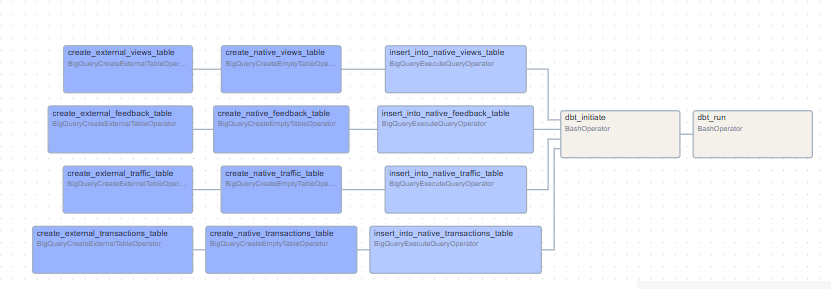 create_external_views_table
BigQueryCreateExternalTableOper...
create_native_views_table
BigQueryCreateEmptyTableOpe...
insert_into_native_views_table
BigQueryExecuteQueryOperator
create_external_feedback_table
BigQueryCreateExternalTableOperator
create_native_feedback_table
BigQueryCreateEmptyTableOperator
insert_into_native_feedback_table
BigQueryExecuteQueryOperator
dbt_initiate
BashOperator
dbt_run
BashOperator
create_external_traffic_table
BigQueryCreateExternalTableOper...
create_native_traffic_table
BigQueryCreateEmptyTableOpe...
insert_into_native_traffic_table
BigQueryExecuteQueryOperator
create_external_transactions_table
BigQueryCreateExternalTableOperator
create_native_transactions_table
BigQueryCreateEmptyTableOperator
insert_into_native_transactions_table
BigQueryExecuteQueryOperator